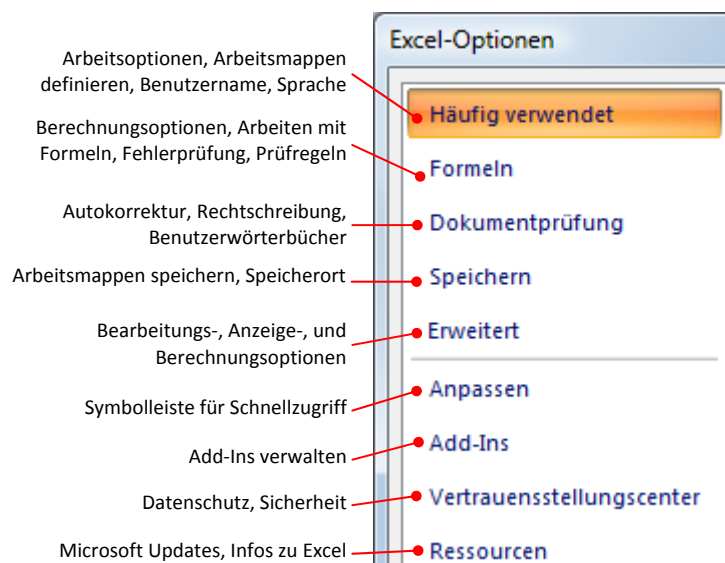 Excel-Optionen
Arbeitsoptionen, Arbeitsmappen
definieren, Benutzername, Sprache
Häufig verwendet
Berechnungsoptionen, Arbeiten mit
Formeln, Fehlerprüfung, Prüfregeln
Formeln
Autokorrektur, Rechtschreibung,
Benutzerwörterbücher
Dokumentprüfung
Arbeitsmappen speichern, Speicherort
Speichern
Bearbeitungs-, Anzeige-, und
Berechnungsoptionen
Erweitert
Symbolleiste für Schnellzugriff
Anpassen
Add-Ins verwalten
Add-Ins
Datenschutz, Sicherheit
Vertrauensstellungscenter
Microsoft Updates, Infos zu Excel
Ressourcen